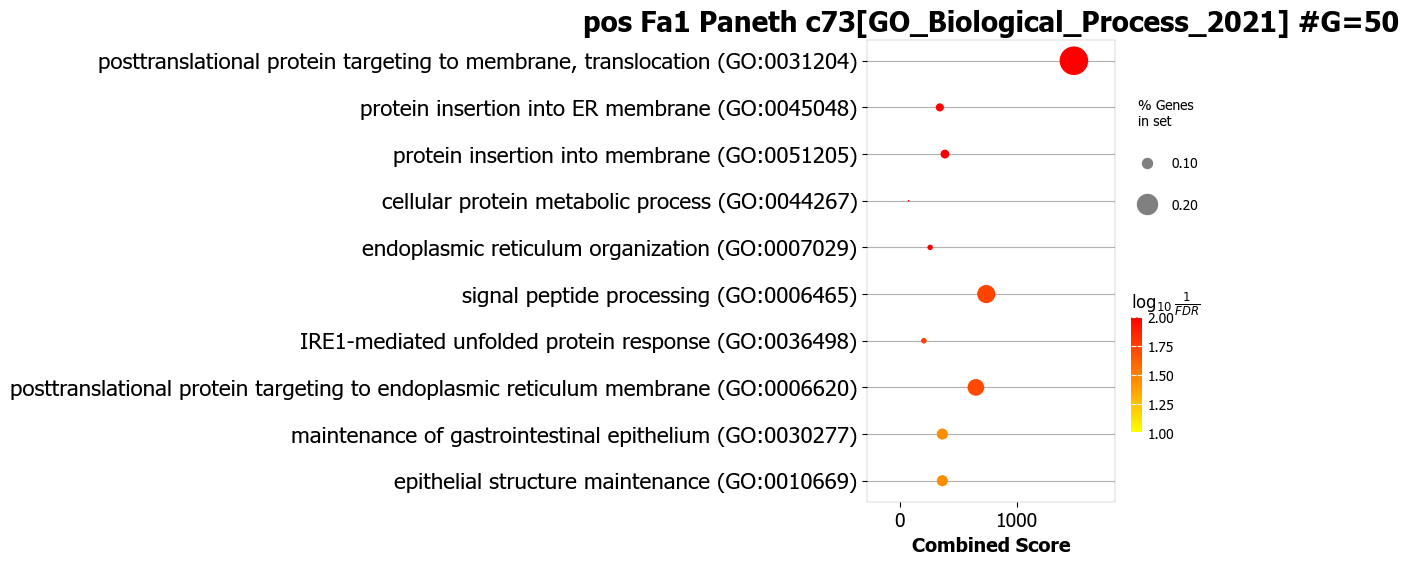 pos Fa1 Paneth c73[GO_Biological_Process_2021] #G=50
posttranslational protein targeting to membrane, translocation (GO:0031204)
protein insertion into ER membrane (GO:0045048)
protein insertion into membrane (GO:0051205)
cellular protein metabolic process (GO:0044267)
endoplasmic reticulum organization (GO:0007029)
signal peptide processing (GO:0006465)
IRE1-mediated unfolded protein response (GO:0036498)
posttranslational protein targeting to endoplasmic reticulum membrane (GO:0006620)
maintenance of gastrointestinal epithelium (GO:0030277)
epithelial structure maintenance (GO:0010669)
0 1000
Combined Score
% Genes
in set
0.10
0.20
log10 1/FDR
2.00
1.75
1.50
1.25
1.00